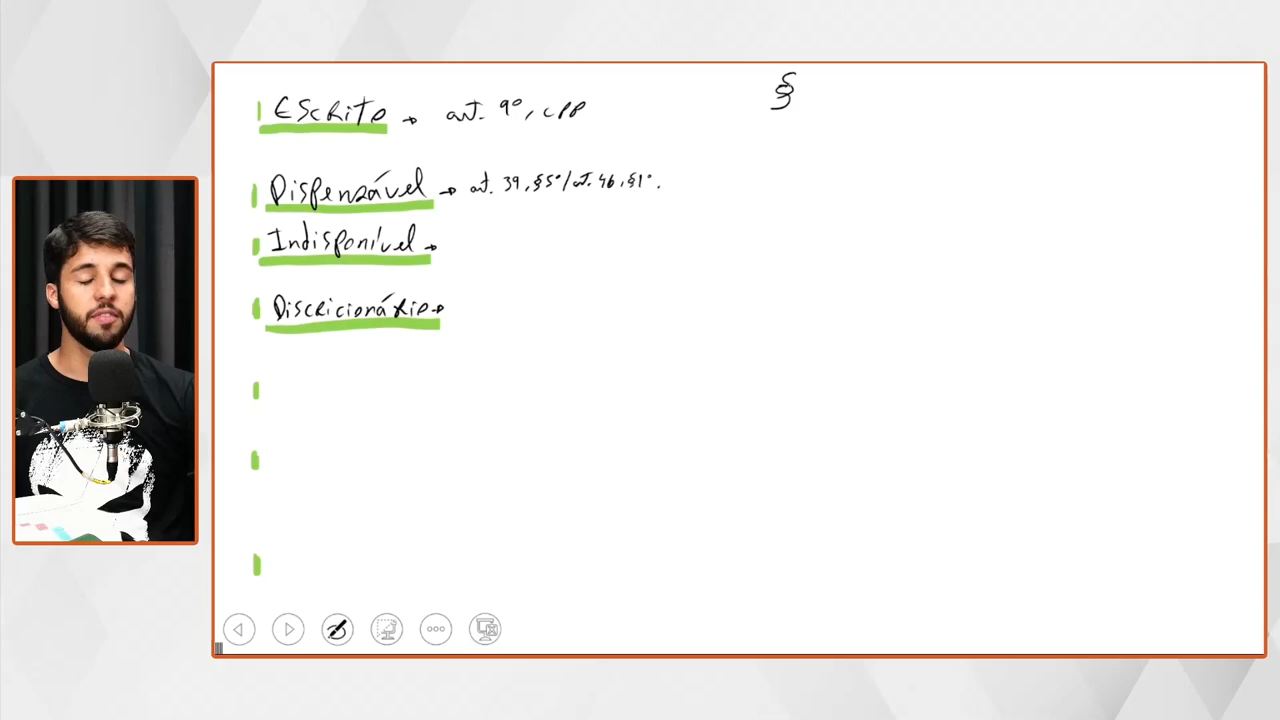 §
Escrito → art. 9º, CPP
Dispensável → art. 39, §5º/art. 46, §1º.
Indisponível →
Discricionário →